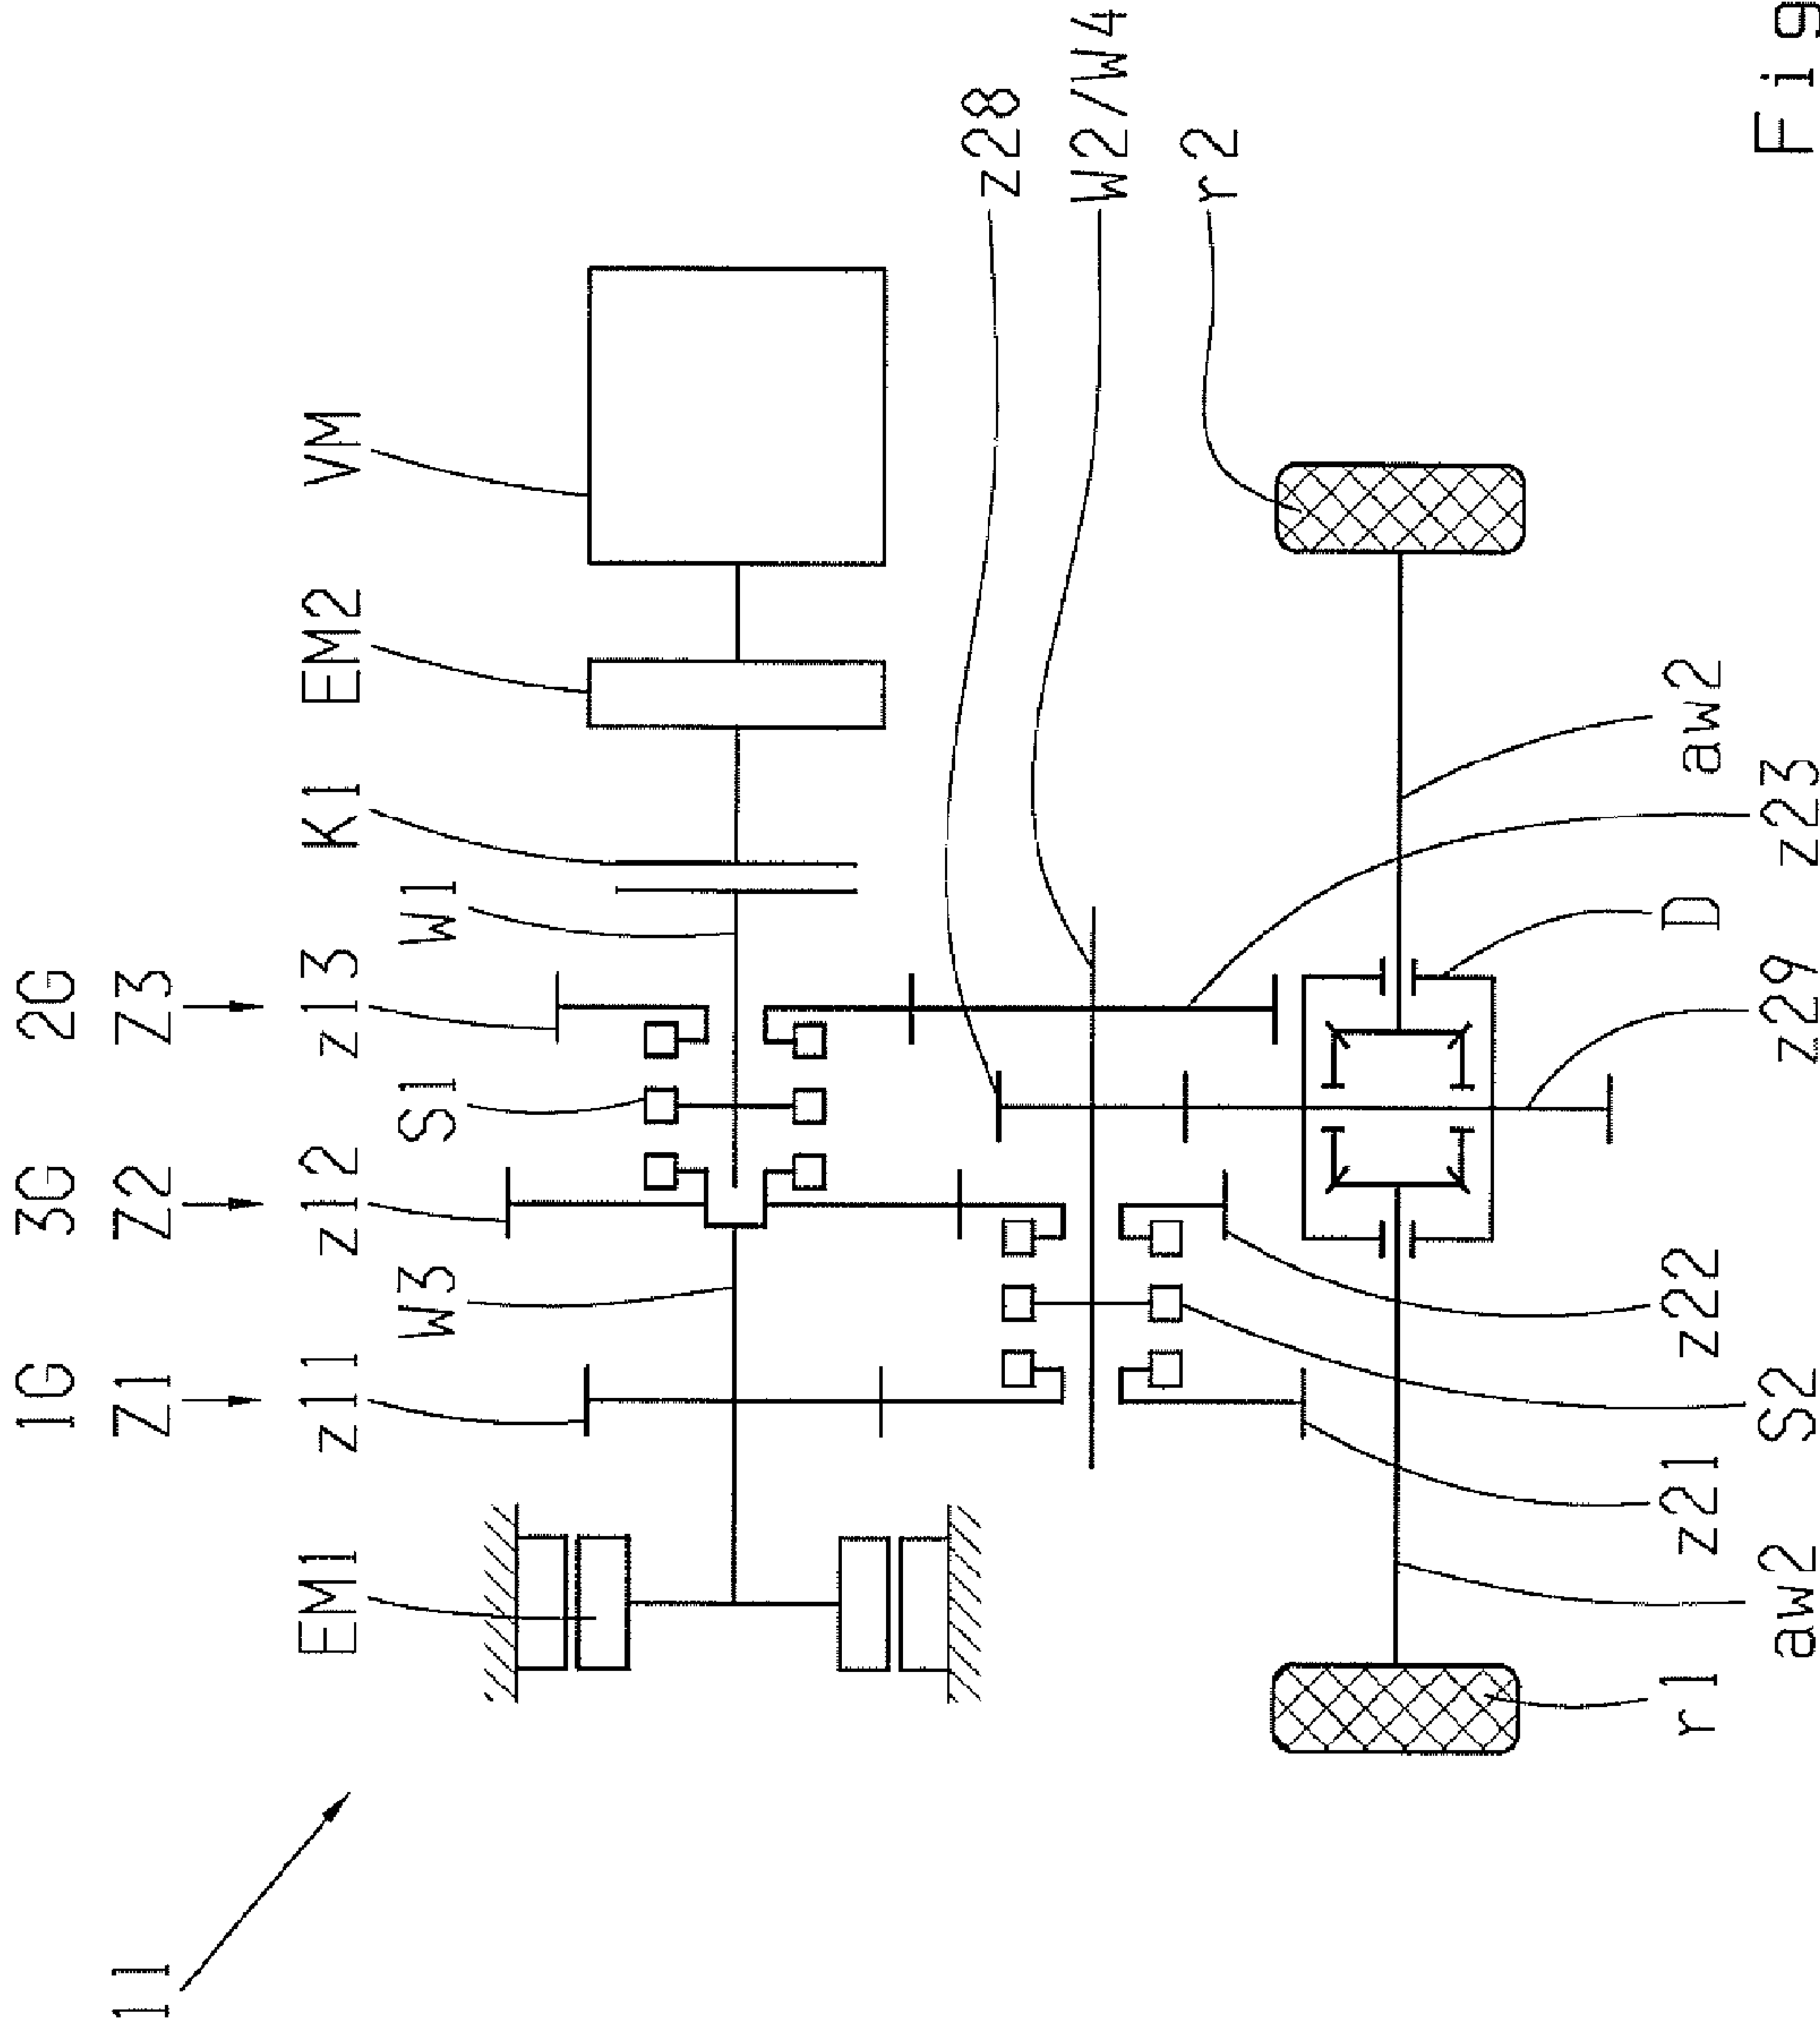 1G 3G 2G
11 Z1 Z2 Z3
EM1 z11 z12 z13 K1 EM2 VM
W3 S1 W1
z28
W2/W4
r2
r1 z21 z22 D aw2
aw2 S2 z29 z23
Fig